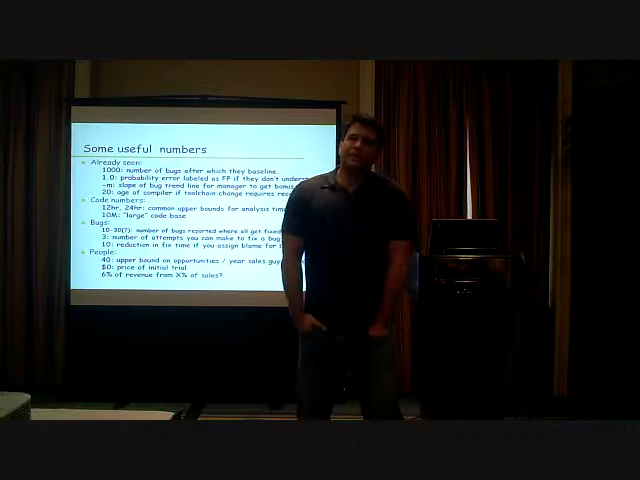 Some useful numbers
Already seen:
1000: number of bugs after which they baseline.
1.0: probability error labeled as FP if they don't underst
-m: slope of bug trend line for manager to get bonus
20: age of compiler if toolchain change requires rec
Code numbers:
12hr, 24hr: common upper bounds for analysis time
10M: "large" code base
Bugs:
10-30(?): number of bugs reported where all get fixed
3: number of attempts you can make to fix a bug
10: reduction in fix time if you assign blame for
People:
40: upper bound on opportunities / year sales guy
$0: price of initial trial
6% of revenue from X% of sales?